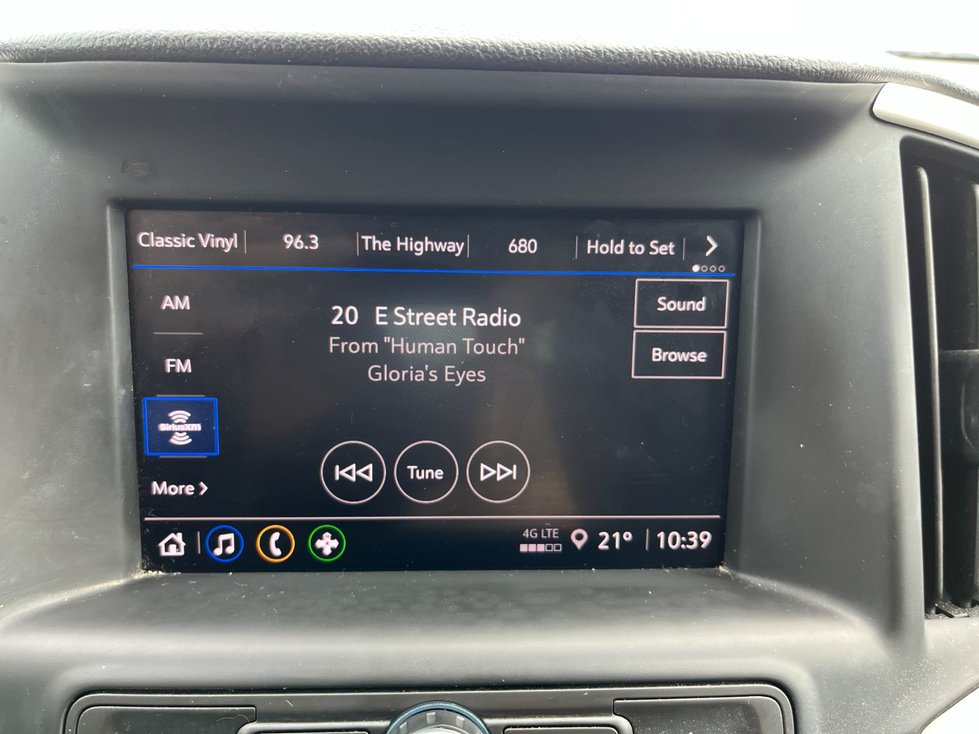 Classic Vinyl 96.3 The Highway 680 Hold to Set
AM
20 E Street Radio
Sound
From "Human Touch"
Browse
FM
Gloria's Eyes
SiriusXM
Tune
More
4G LTE
21° 10:39